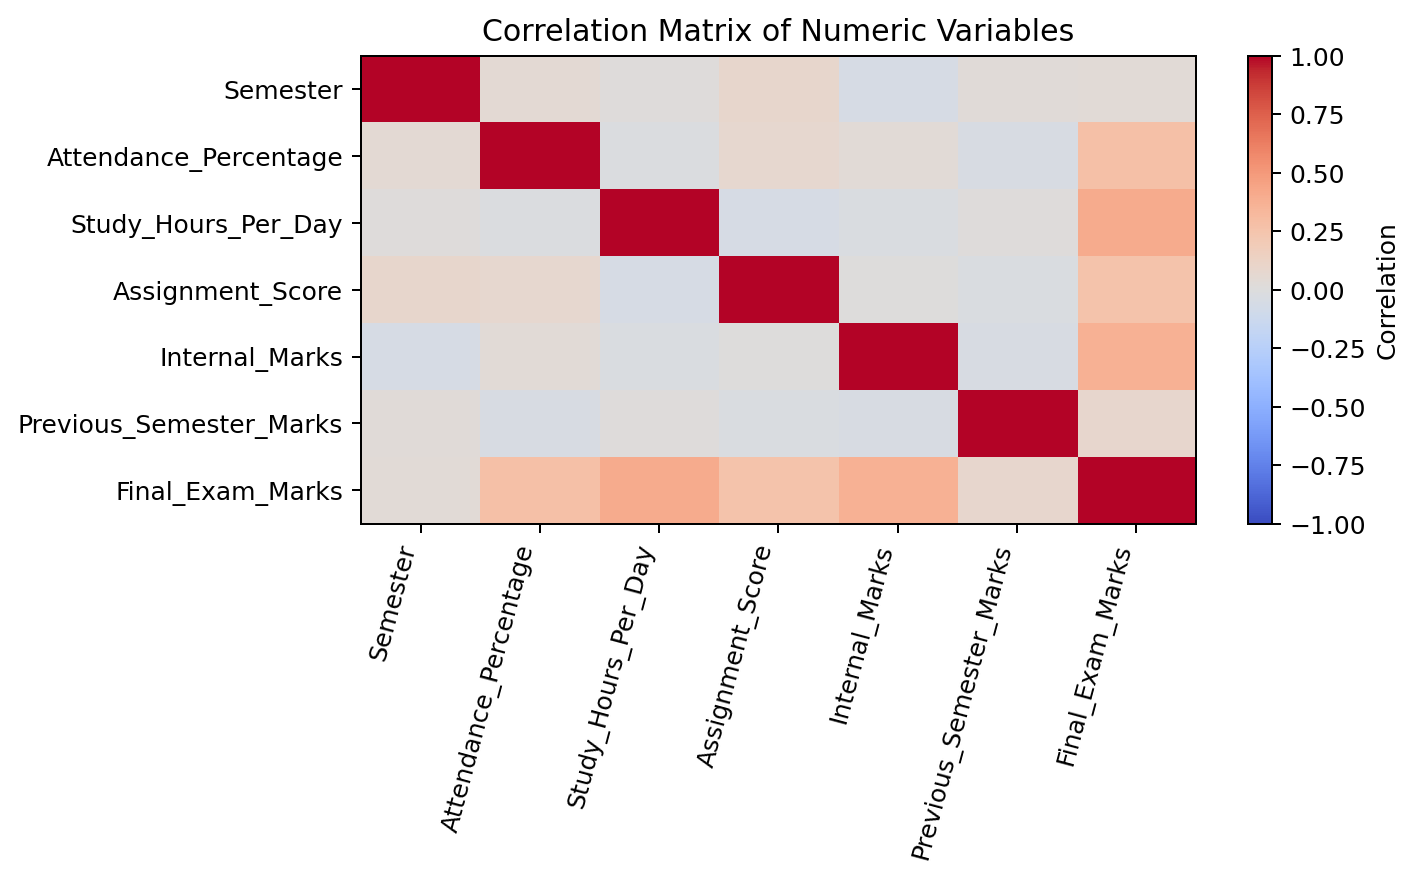 Correlation Matrix of Numeric Variables
Semester
Attendance_Percentage
Study_Hours_Per_Day
Assignment_Score
Internal_Marks
Previous_Semester_Marks
Final_Exam_Marks
Semester
Attendance_Percentage
Study_Hours_Per_Day
Assignment_Score
Internal_Marks
Previous_Semester_Marks
Final_Exam_Marks
1.00
0.75
0.50
0.25
0.00
−0.25
−0.50
−0.75
−1.00
Correlation